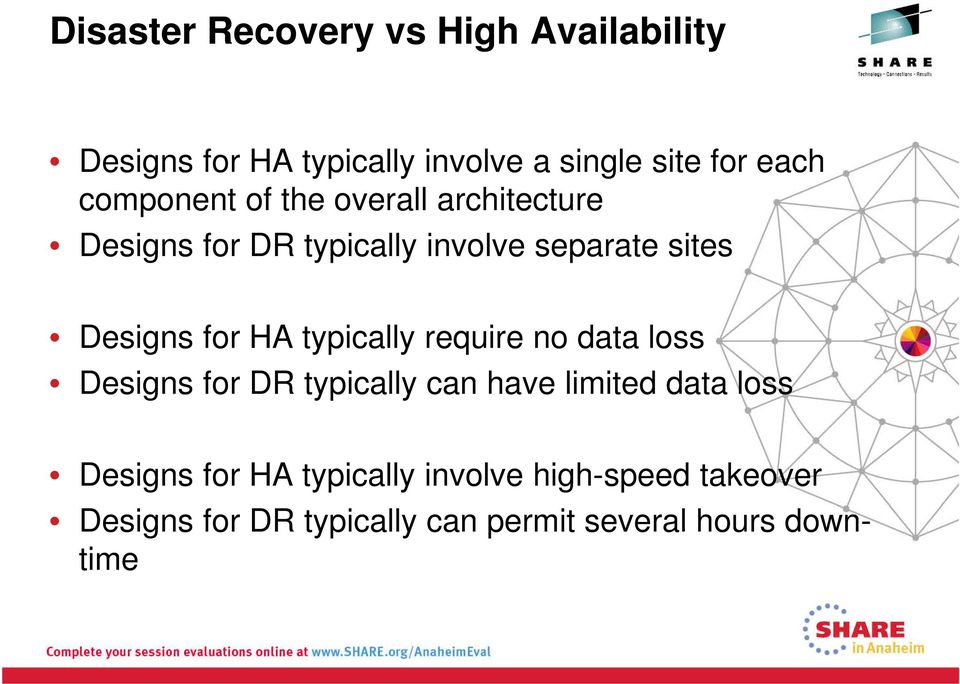 Disaster Recovery vs High Availability
SHARE
Technology • Connections • Results
• Designs for HA typically involve a single site for each
component of the overall architecture
• Designs for DR typically involve separate sites
• Designs for HA typically require no data loss
• Designs for DR typically can have limited data loss
• Designs for HA typically involve high-speed takeover
• Designs for DR typically can permit several hours down-
time
Complete your session evaluations online at www.SHARE.org/AnaheimEval
SHARE
in Anaheim